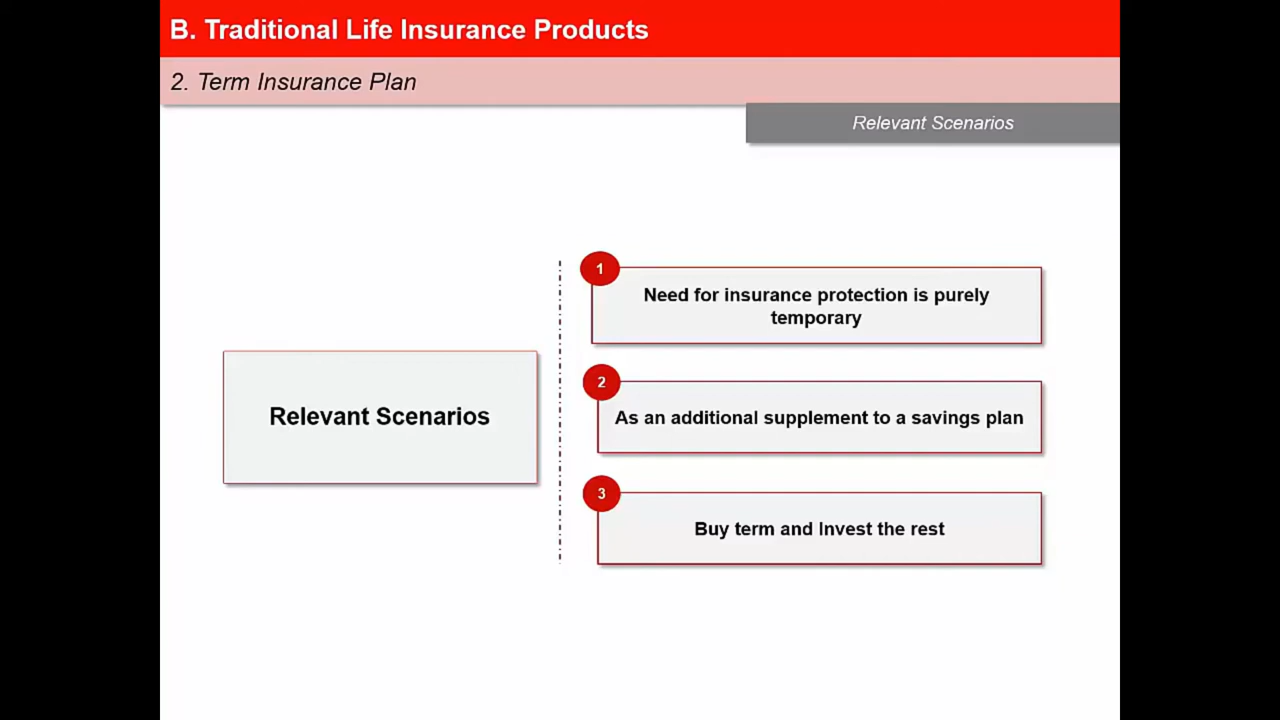 B. Traditional Life Insurance Products
2. Term Insurance Plan
Relevant Scenarios
Relevant Scenarios
1
Need for insurance protection is purely
temporary
2
As an additional supplement to a savings plan
3
Buy term and Invest the rest